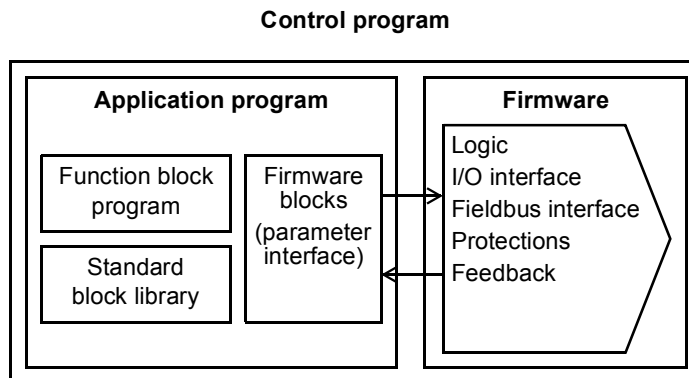 Control program
Application program
Firmware
Function block
program
Standard
block library
Firmware
blocks
(parameter
interface)
Logic
I/O interface
Fieldbus interface
Protections
Feedback